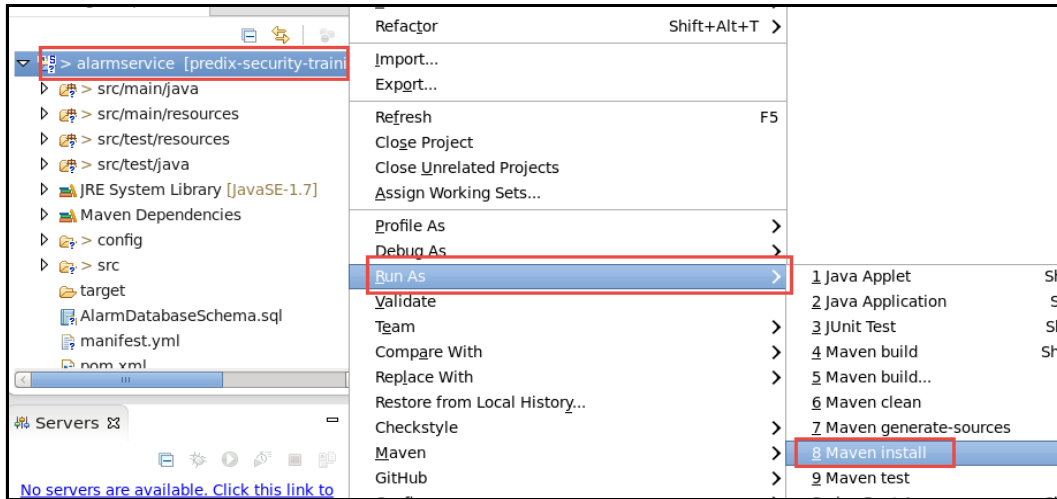 Refactor Shift+Alt+T
> alarmservice [predix-security-traini
Import...
Export...
> src/main/java
> src/main/resources
> src/test/resources
> src/test/java
JRE System Library [JavaSE-1.7]
Maven Dependencies
> config
> src
target
AlarmDatabaseSchema.sql
manifest.yml
pom.xml
Refresh F5
Close Project
Close Unrelated Projects
Assign Working Sets...
Profile As
Debug As
Run As
Validate
Team
Compare With
Replace With
Restore from Local History...
Checkstyle
Maven
GitHub
1 Java Applet Sh
2 Java Application S
3 JUnit Test Sh
4 Maven build Sh
5 Maven build...
6 Maven clean
7 Maven generate-sources
8 Maven install
9 Maven test
Servers
No servers are available. Click this link to